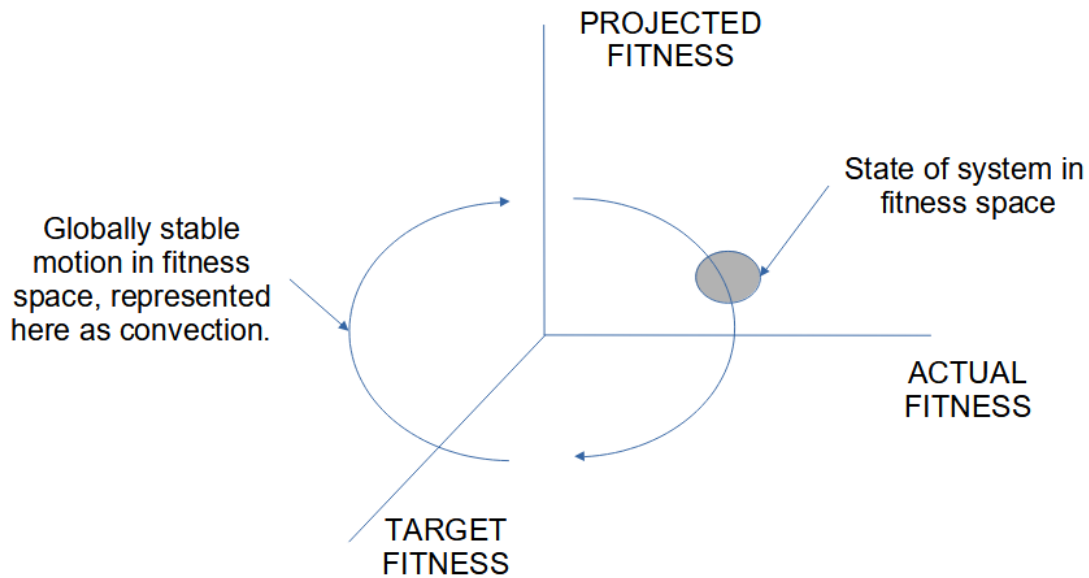 PROJECTED
FITNESS
State of system in
fitness space
Globally stable
motion in fitness
space, represented
here as convection.
ACTUAL
FITNESS
TARGET
FITNESS